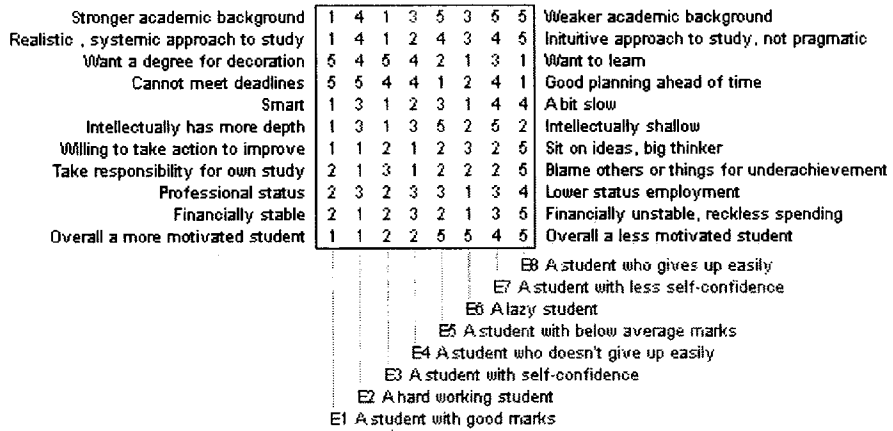 Stronger academic background 1 4 1 3 5 3 5 5 Weaker academic background
Realistic , systemic approach to study 1 4 1 2 4 3 4 5 Inituitive approach to study, not pragmatic
Want a degree for decoration 5 4 5 4 2 1 3 1 Want to learn
Cannot meet deadlines 5 5 4 4 1 2 4 1 Good planning ahead of time
Smart 1 3 1 2 3 1 4 4 A bit slow
Intellectually has more depth 1 3 1 3 5 2 5 2 Intellectually shallow
Willing to take action to improve 1 1 2 1 2 3 2 5 Sit on ideas, big thinker
Take responsibility for own study 2 1 3 1 2 2 2 5 Blame others or things for underachievement
Professional status 2 3 2 3 3 1 3 4 Lower status employment
Financially stable 2 1 2 3 2 1 3 5 Financially unstable, reckless spending
Overall a more motivated student 1 1 2 2 5 5 4 5 Overall a less motivated student
E8 A student who gives up easily
E7 A student with less self-confidence
E6 A lazy student
E5 A student with below average marks
E4 A student who doesn't give up easily
E3 A student with self-confidence
E2 A hard working student
E1 A student with good marks